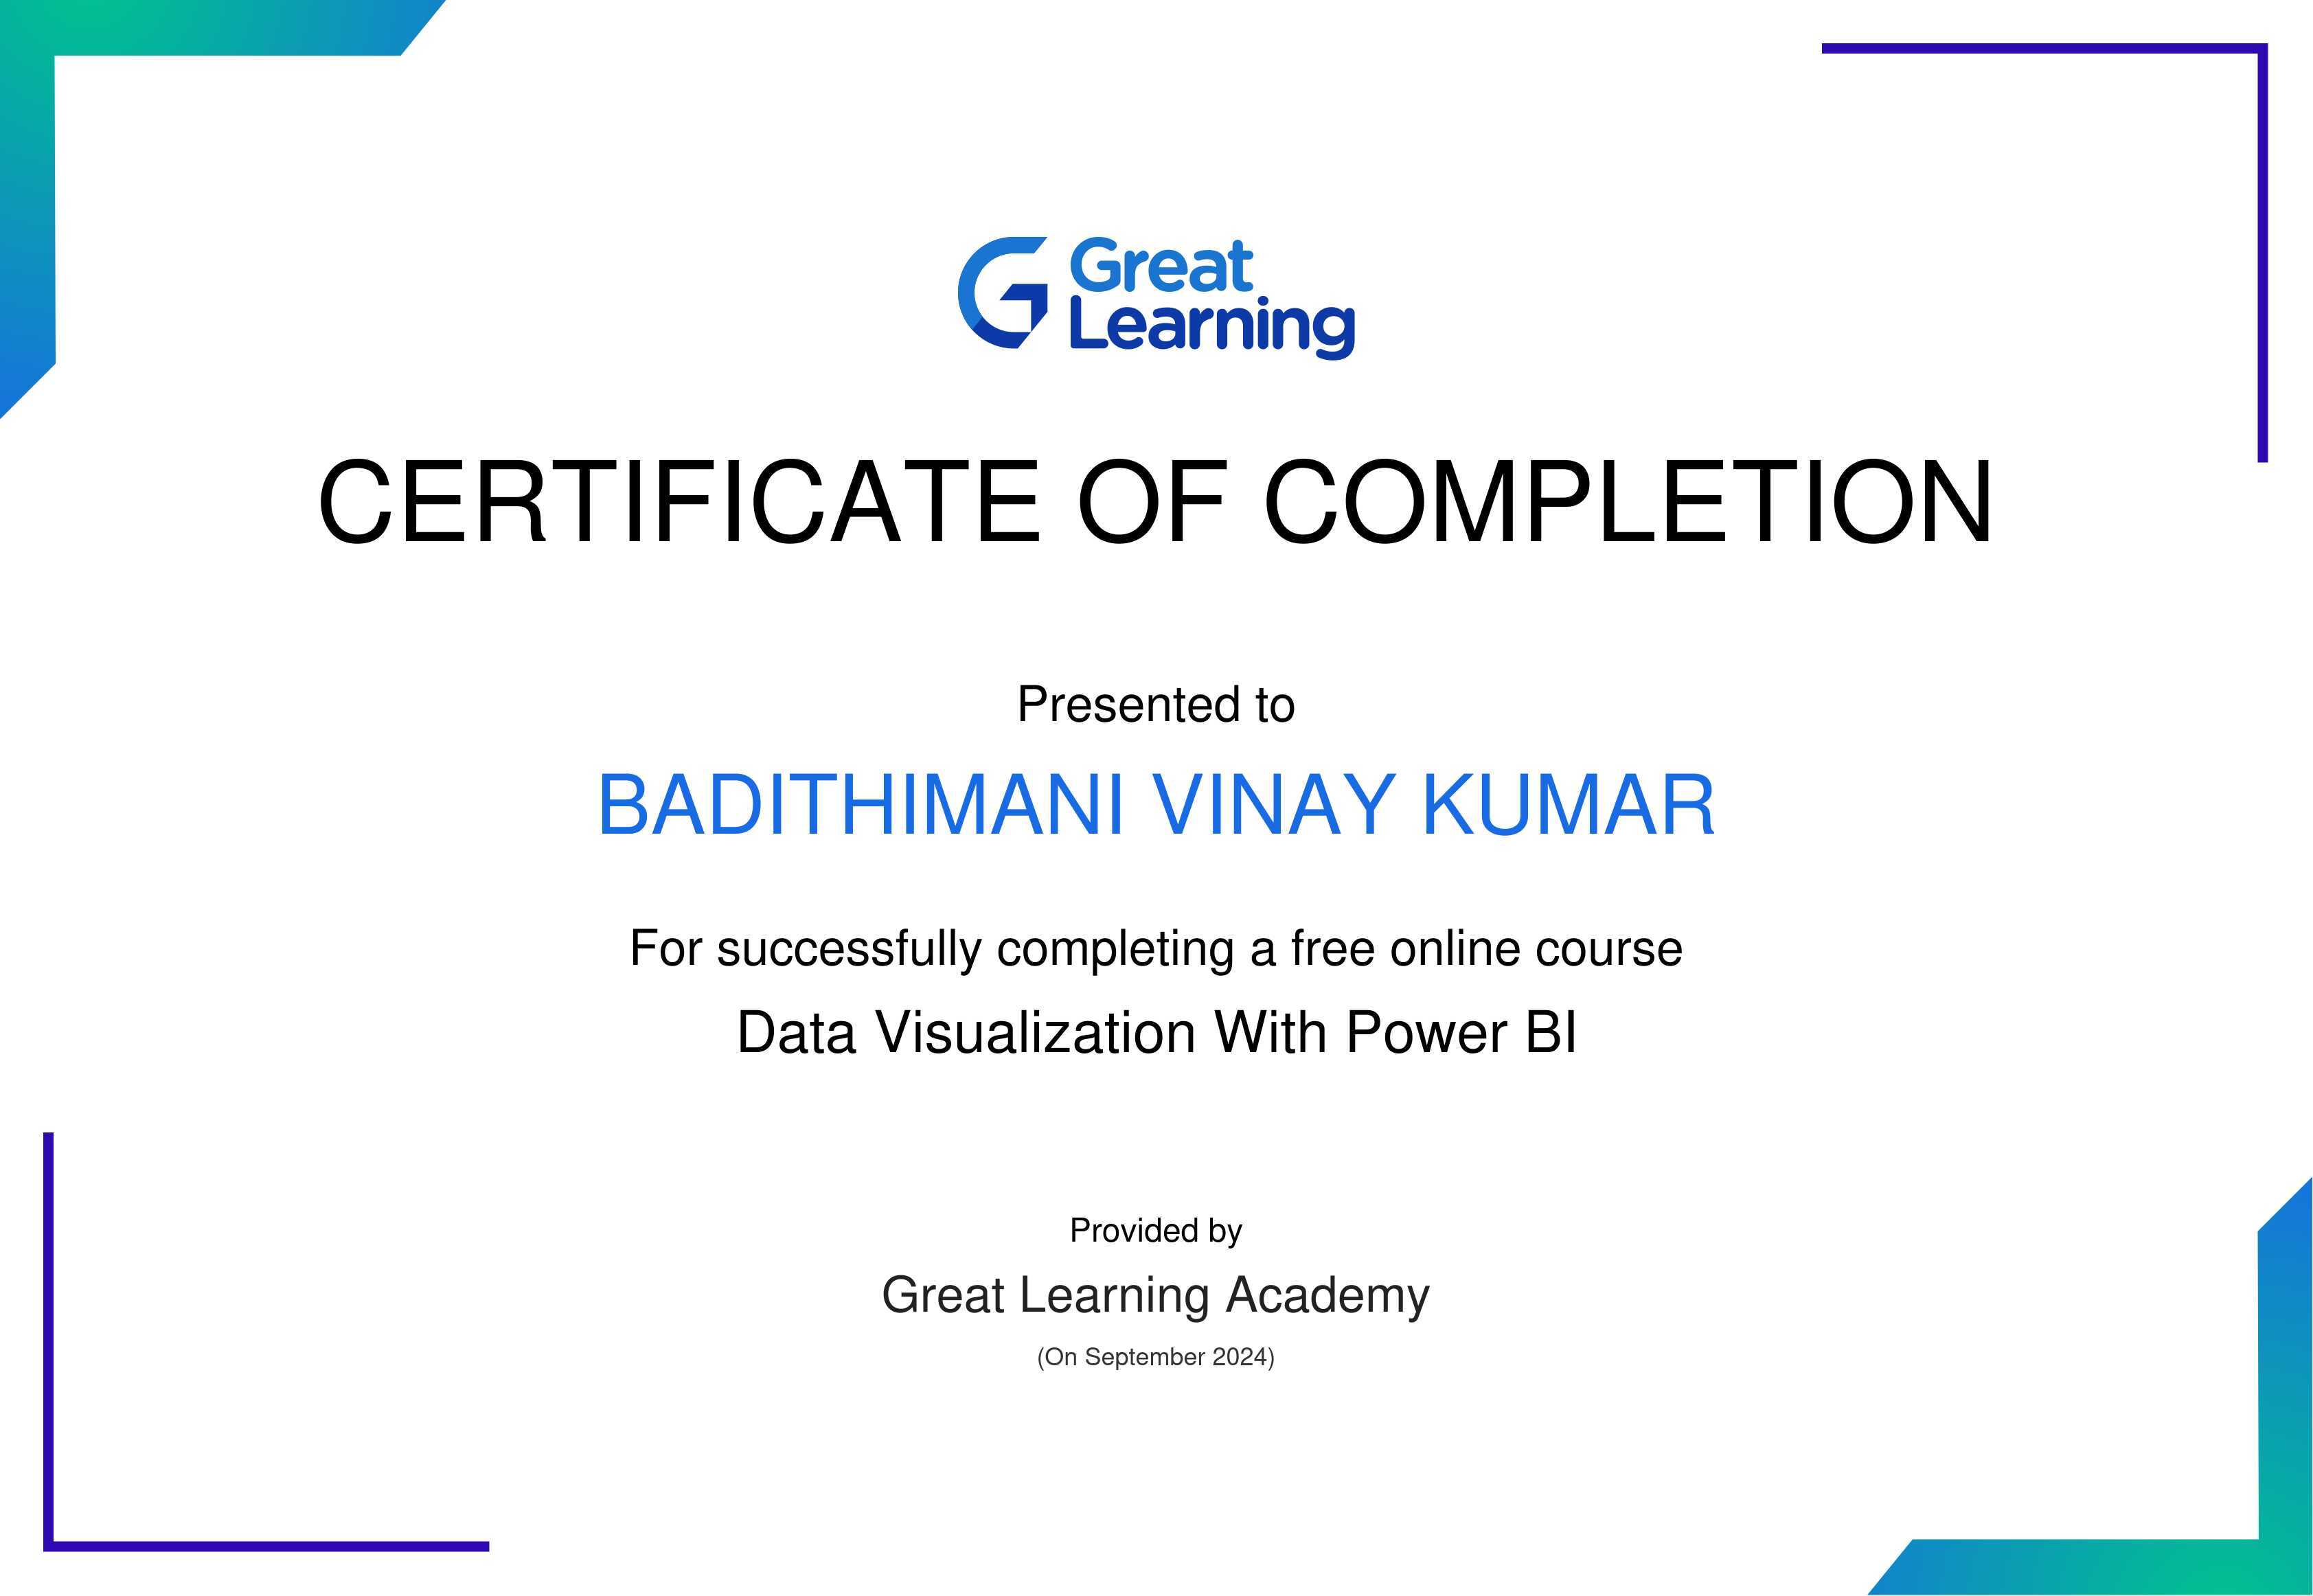 Great
Learning
CERTIFICATE OF COMPLETION
Presented to
BADITHIMANI VINAY KUMAR
For successfully completing a free online course
Data Visualization With Power BI
Provided by
Great Learning Academy
(On September 2024)